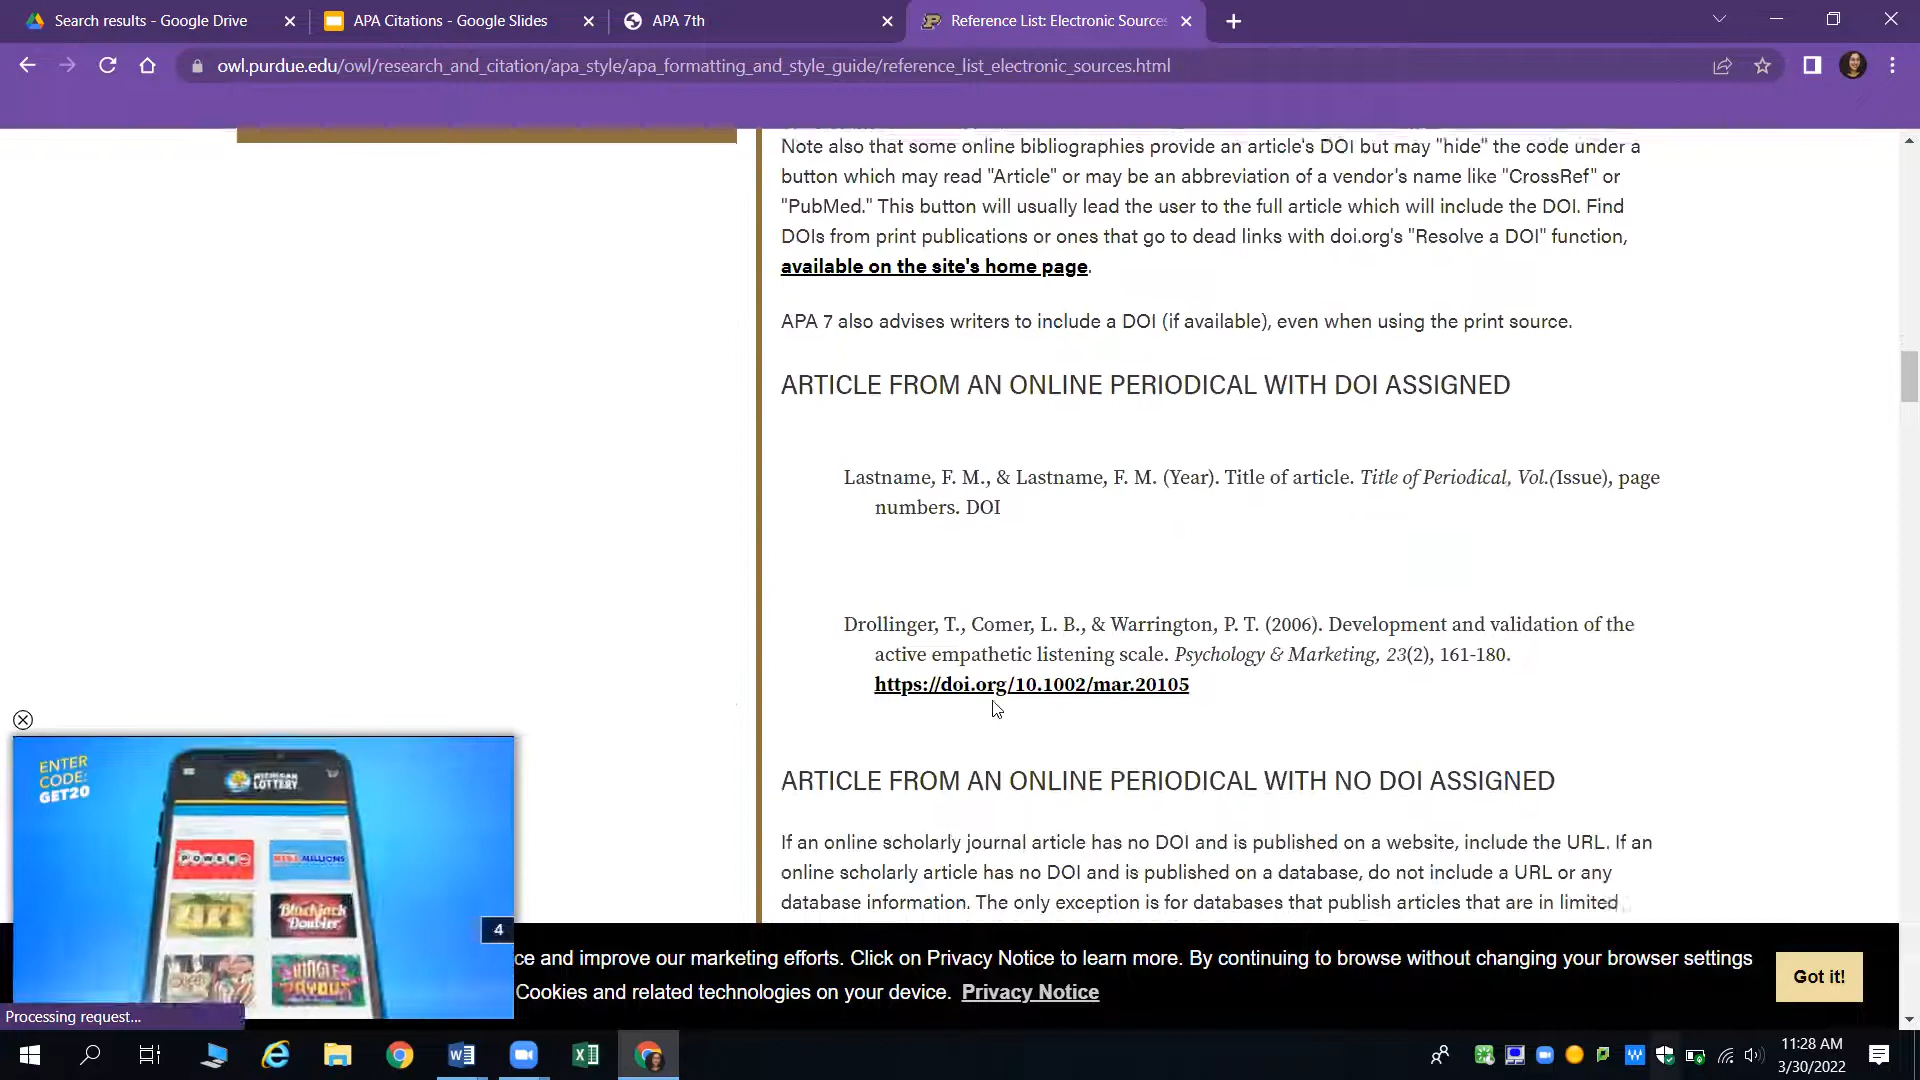 Search results - Google Drive
APA Citations - Google Slides
APA 7th
Reference List: Electronic Sources
owl.purdue.edu/owl/research_and_citation/apa_style/apa_formatting_and_style_guide/reference_list_electronic_sources.html
Note also that some online bibliographies provide an article's DOI but may "hide" the code under a
button which may read "Article" or may be an abbreviation of a vendor's name like "CrossRef" or
"PubMed." This button will usually lead the user to the full article which will include the DOI. Find
DOIs from print publications or ones that go to dead links with doi.org's "Resolve a DOI" function,
available on the site's home page.
APA 7 also advises writers to include a DOI (if available), even when using the print source.
ARTICLE FROM AN ONLINE PERIODICAL WITH DOI ASSIGNED
Lastname, F. M., & Lastname, F. M. (Year). Title of article. Title of Periodical, Vol.(Issue), page
numbers. DOI
Drollinger, T., Comer, L. B., & Warrington, P. T. (2006). Development and validation of the
active empathetic listening scale. Psychology & Marketing, 23(2), 161-180.
https://doi.org/10.1002/mar.20105
ARTICLE FROM AN ONLINE PERIODICAL WITH NO DOI ASSIGNED
If an online scholarly journal article has no DOI and is published on a website, include the URL. If an
online scholarly article has no DOI and is published on a database, do not include a URL or any
database information. The only exception is for databases that publish articles that are in limited
ENTER
CODE:
GET20
MICHIGAN
LOTTERY
POWER
MEGA MILLIONS
Blackjack
Doubler
JINGLE
PAYOUT
4
ce and improve our marketing efforts. Click on Privacy Notice to learn more. By continuing to browse without changing your browser settings
Cookies and related technologies on your device. Privacy Notice
Got it!
Processing request...
11:28 AM
3/30/2022